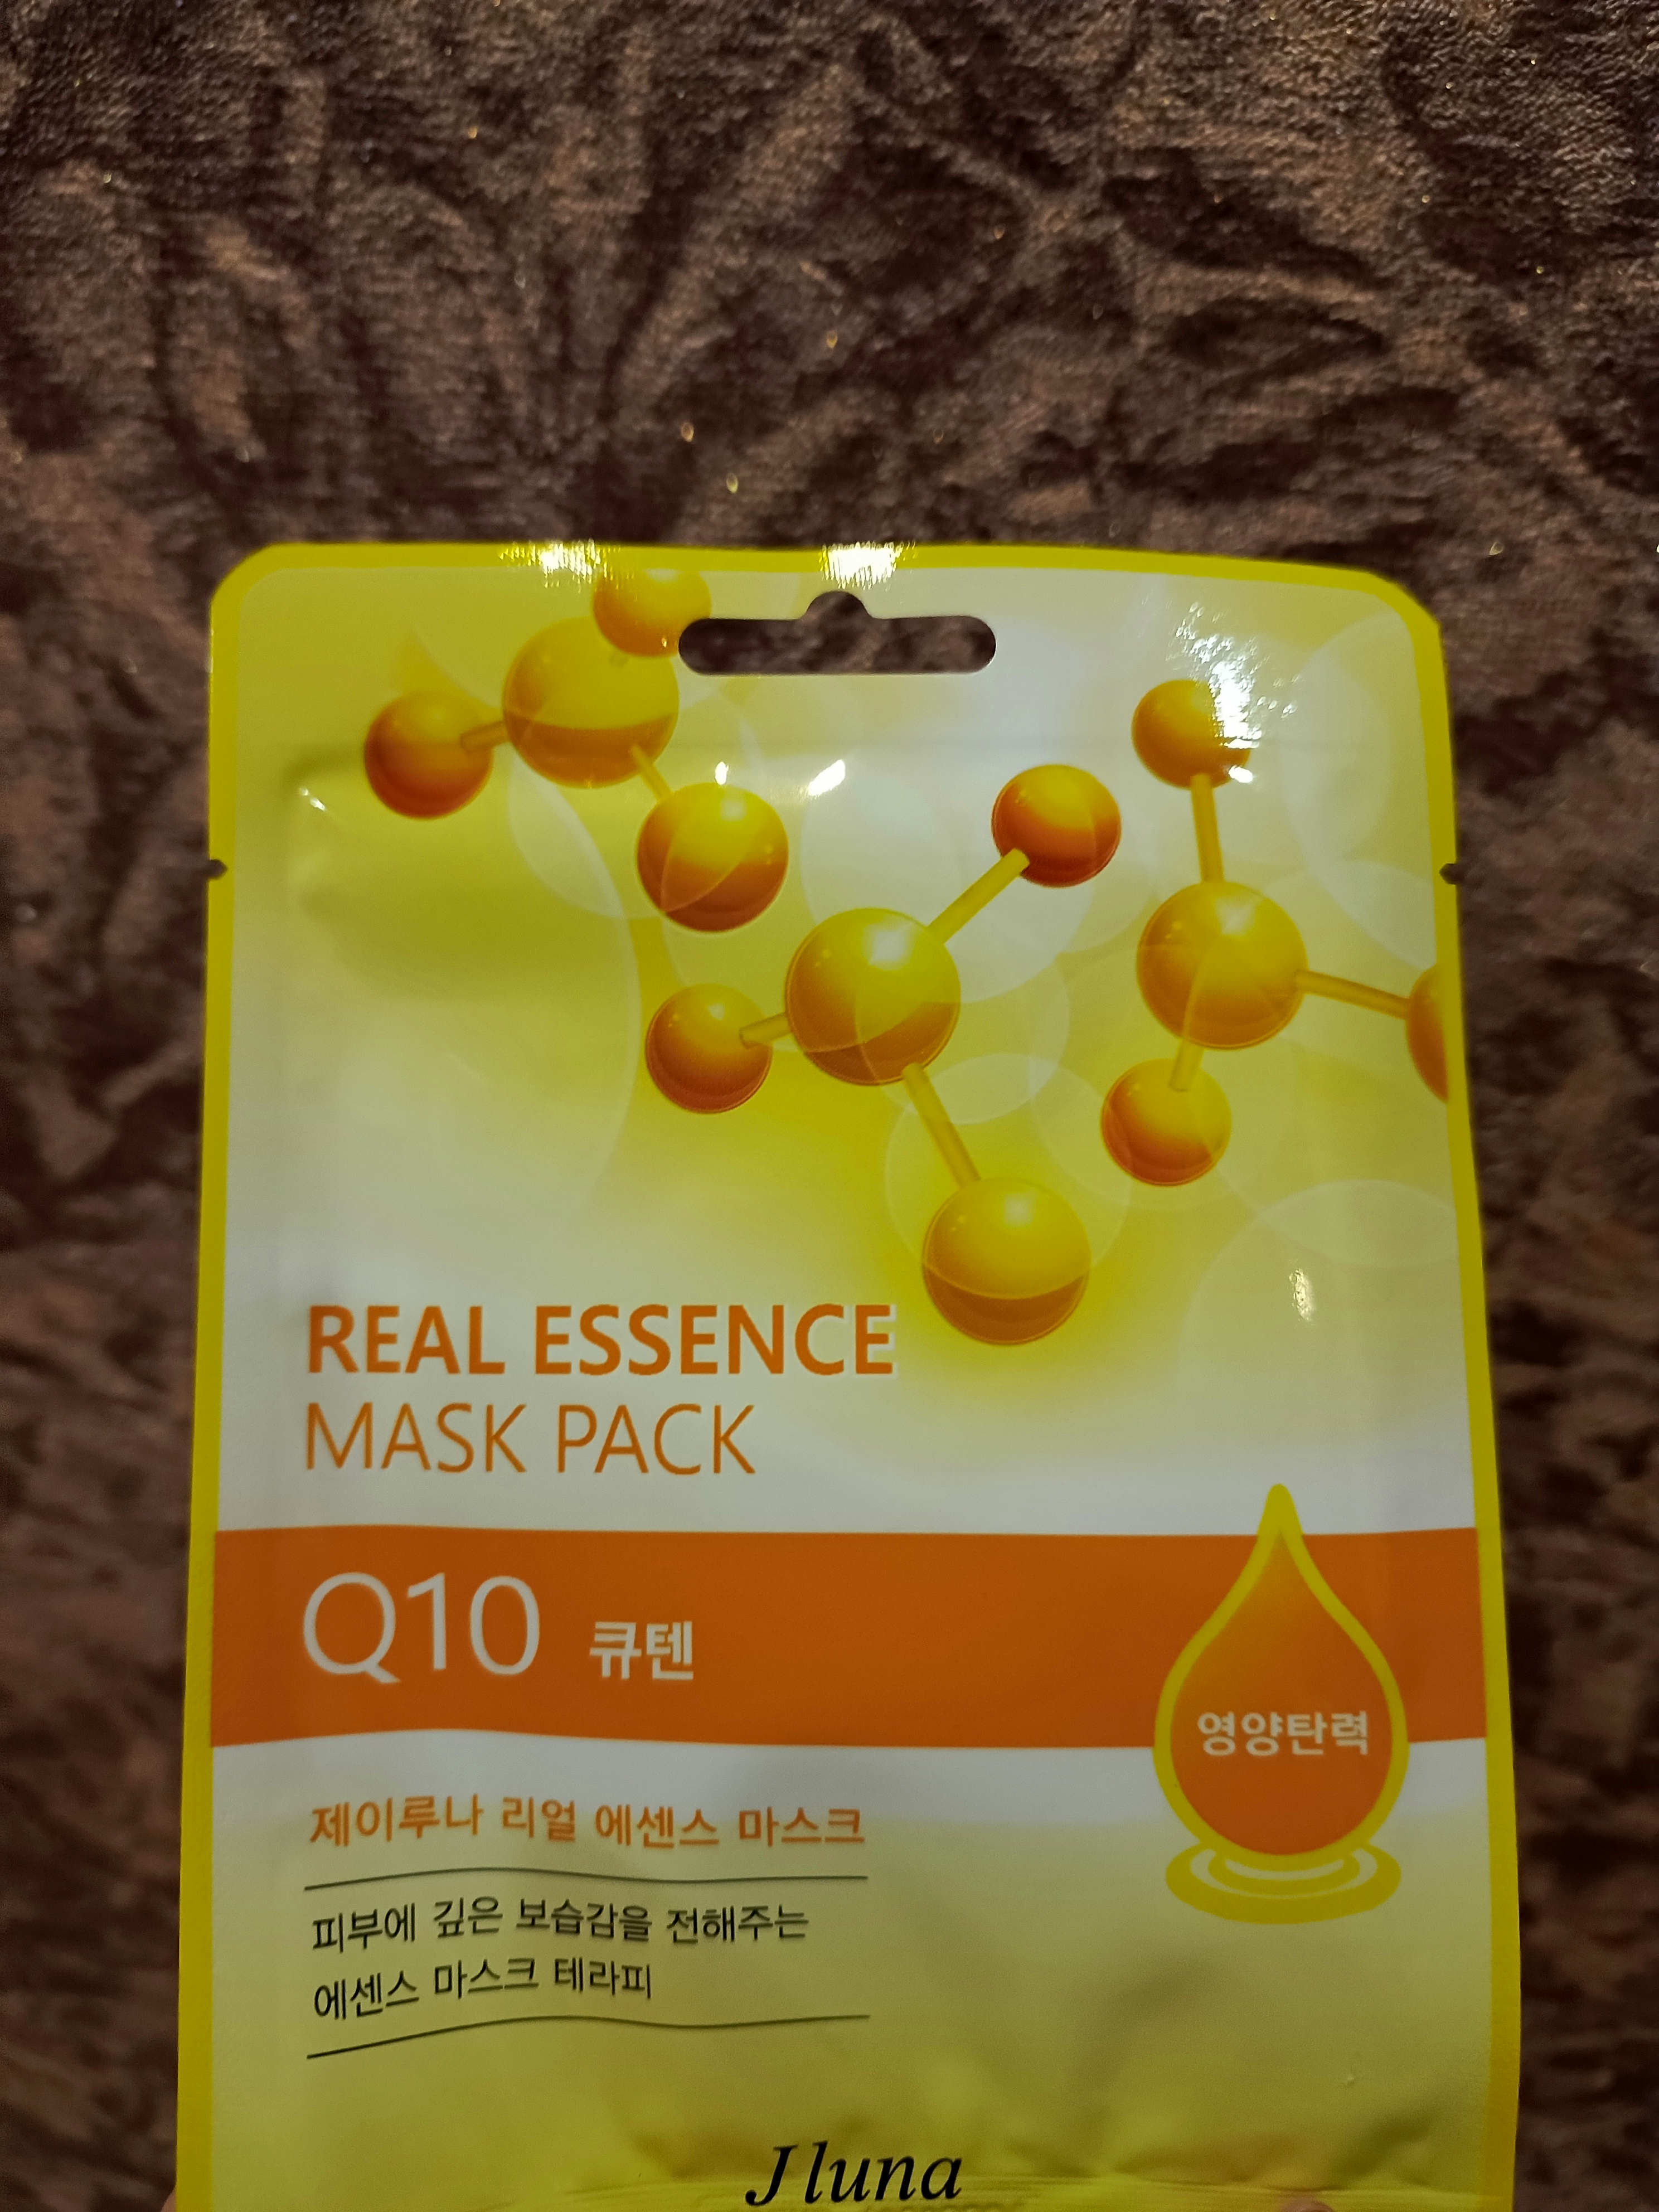 REAL ESSENCE
MASK PACK
Q10 큐텐
영양탄력
제이루나 리얼 에센스 마스크
피부에 깊은 보습감을 전해주는
에센스 마스크 테라피
J luna